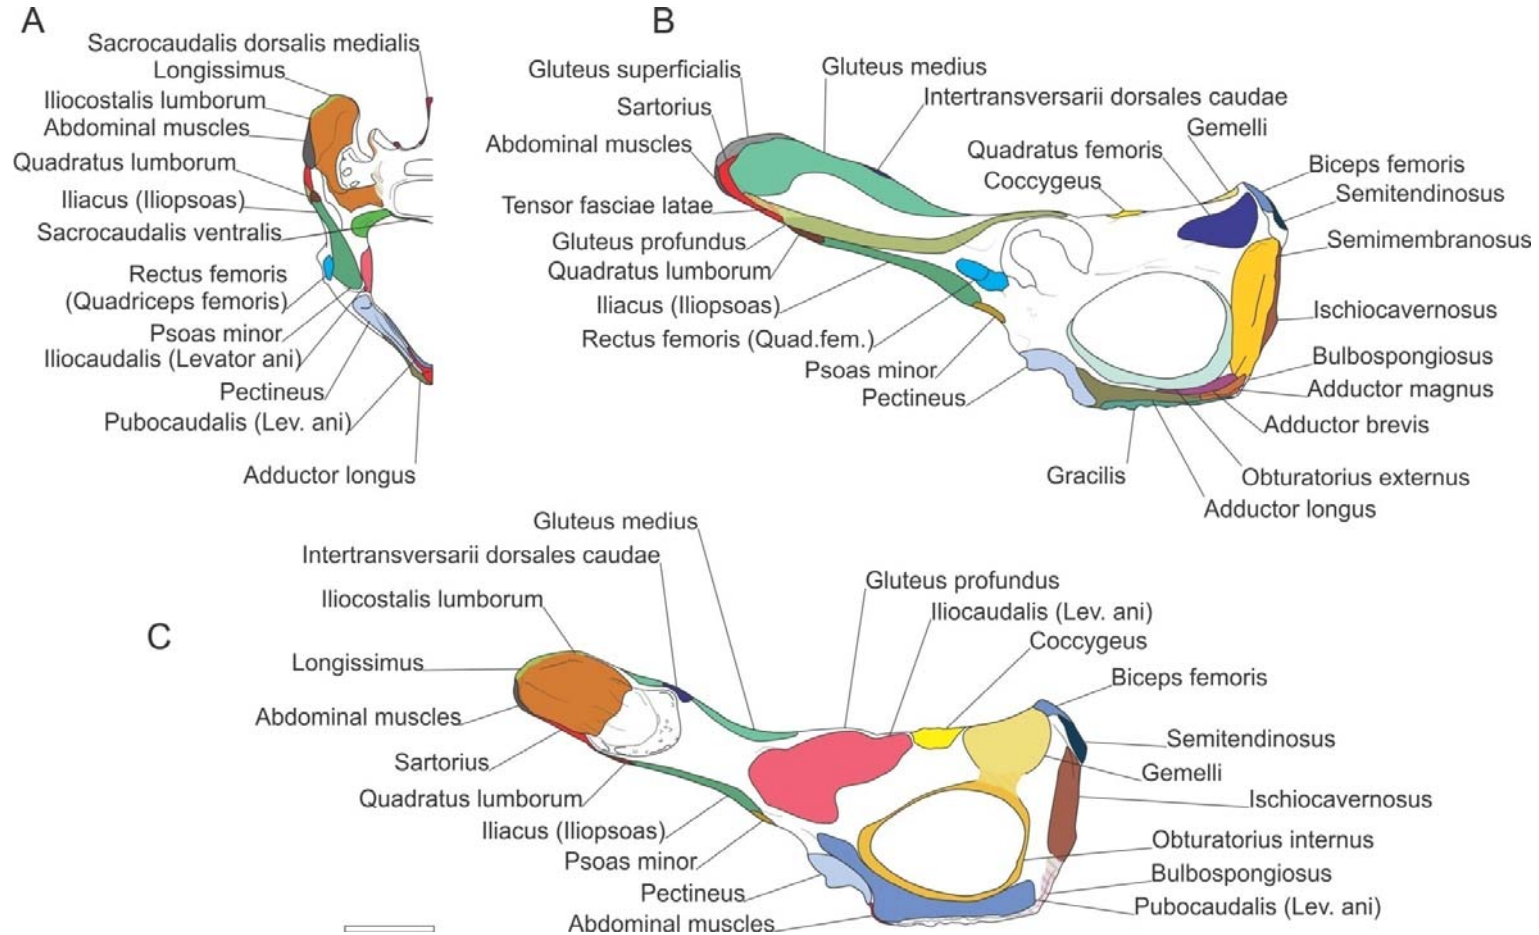 A
Sacrocaudalis dorsalis medialis
Longissimus
Iliocostalis lumborum
Abdominal muscles
Quadratus lumborum
Iliacus (Iliopsoas)
Sacrocaudalis ventralis
Rectus femoris
(Quadriceps femoris)
Psoas minor
Iliocaudalis (Levator ani)
Pectineus
Pubocaudalis (Lev. ani)
Adductor longus
B
Gluteus superficialis
Gluteus medius
Sartorius
Intertransversarii dorsales caudae
Abdominal muscles
Gemelli
Quadratus femoris
Biceps femoris
Coccygeus
Semitendinosus
Tensor fasciae latae
Gluteus profundus
Semimembranosus
Quadratus lumborum
Iliacus (Iliopsoas)
Ischiocavernosus
Rectus femoris (Quad.fem.)
Bulbospongiosus
Psoas minor
Adductor magnus
Pectineus
Adductor brevis
Gracilis
Obturatorius externus
Adductor longus
C
Gluteus medius
Intertransversarii dorsales caudae
Gluteus profundus
Iliocostalis lumborum
Iliocaudalis (Lev. ani)
Coccygeus
Longissimus
Biceps femoris
Abdominal muscles
Semitendinosus
Sartorius
Gemelli
Quadratus lumborum
Ischiocavernosus
Iliacus (Iliopsoas)
Obturatorius internus
Psoas minor
Bulbospongiosus
Pectineus
Pubocaudalis (Lev. ani)
Abdominal muscles